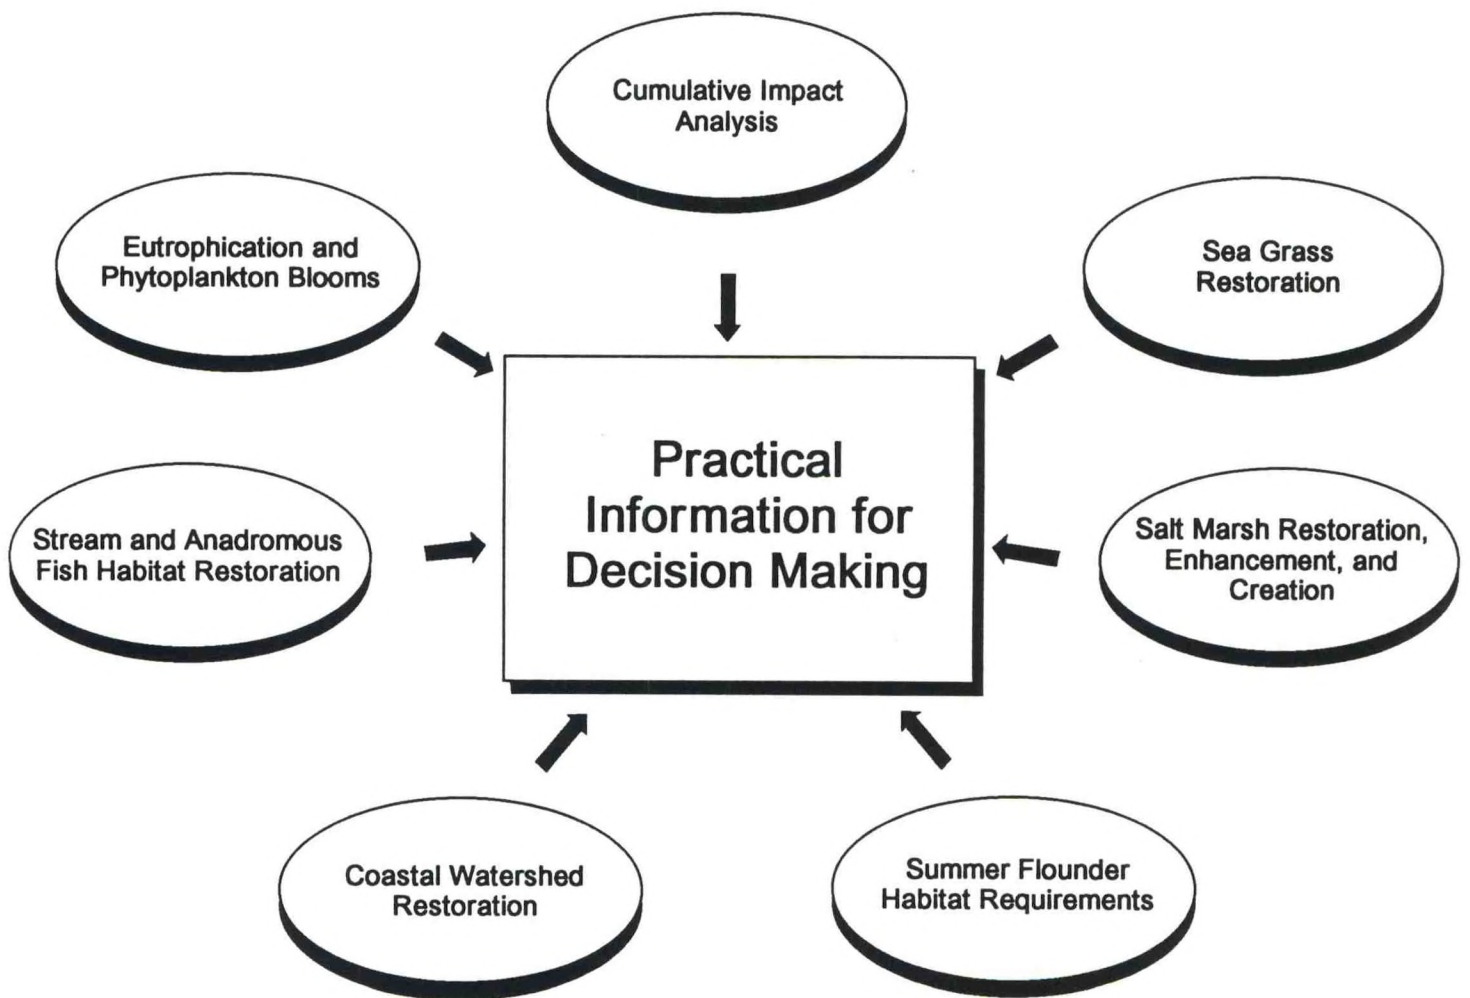 Cumulative Impact
Analysis
Eutrophication and
Phytoplankton Blooms
Sea Grass
Restoration
Practical
Information for
Decision Making
Stream and Anadromous
Fish Habitat Restoration
Salt Marsh Restoration,
Enhancement, and
Creation
Coastal Watershed
Restoration
Summer Flounder
Habitat Requirements